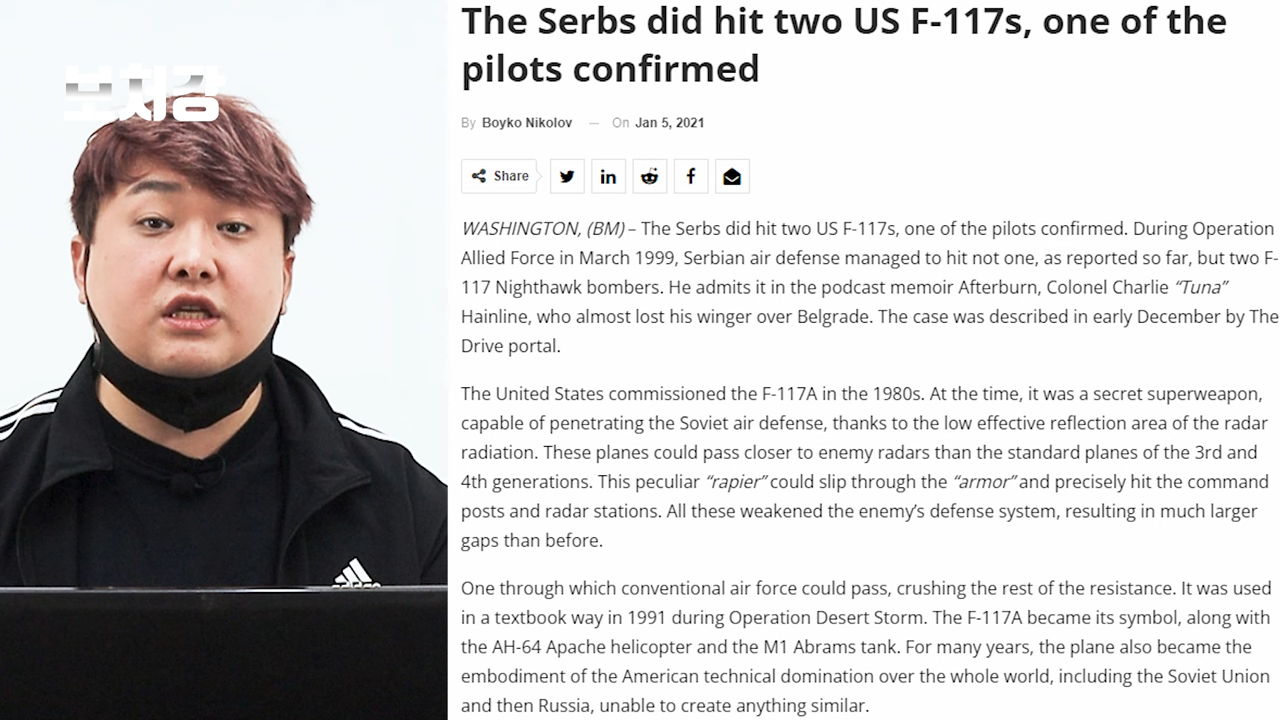 보처강
The Serbs did hit two US F-117s, one of the
pilots confirmed
By Boyko Nikolov — On Jan 5, 2021
Share
WASHINGTON, (BM) – The Serbs did hit two US F-117s, one of the pilots confirmed. During Operation
Allied Force in March 1999, Serbian air defense managed to hit not one, as reported so far, but two F-
117 Nighthawk bombers. He admits it in the podcast memoir Afterburn, Colonel Charlie “Tuna”
Hainline, who almost lost his winger over Belgrade. The case was described in early December by The
Drive portal.
The United States commissioned the F-117A in the 1980s. At the time, it was a secret superweapon,
capable of penetrating the Soviet air defense, thanks to the low effective reflection area of the radar
radiation. These planes could pass closer to enemy radars than the standard planes of the 3rd and
4th generations. This peculiar “rapier” could slip through the “armor” and precisely hit the command
posts and radar stations. All these weakened the enemy’s defense system, resulting in much larger
gaps than before.
One through which conventional air force could pass, crushing the rest of the resistance. It was used
in a textbook way in 1991 during Operation Desert Storm. The F-117A became its symbol, along with
the AH-64 Apache helicopter and the M1 Abrams tank. For many years, the plane also became the
embodiment of the American technical domination over the whole world, including the Soviet Union
and then Russia, unable to create anything similar.